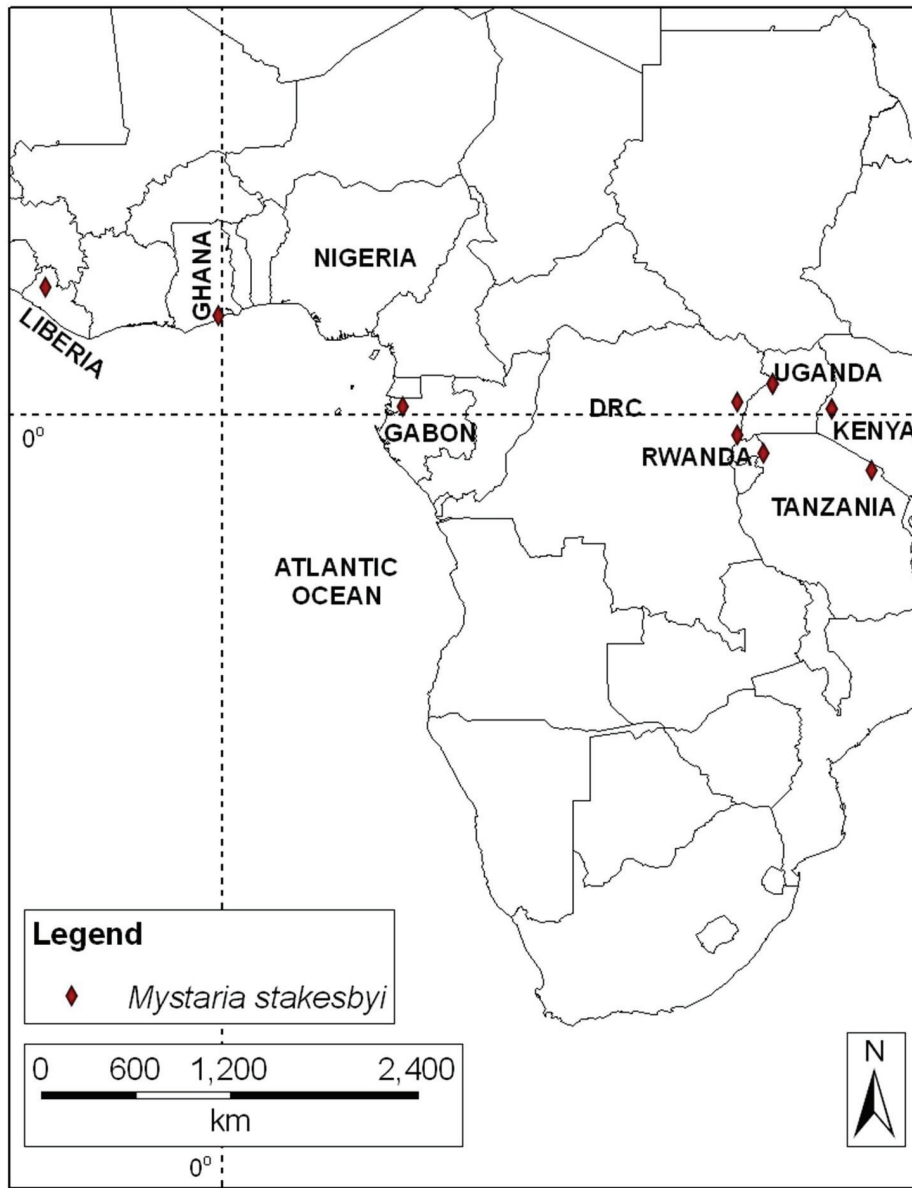 NIGERIA
GHANA
LIBERIA
UGANDA
DRC
0°
GABON
KENYA
RWANDA
TANZANIA
ATLANTIC
OCEAN
Legend
Mystaria stakesbyi
0 600 1,200 2,400
km
N
0°